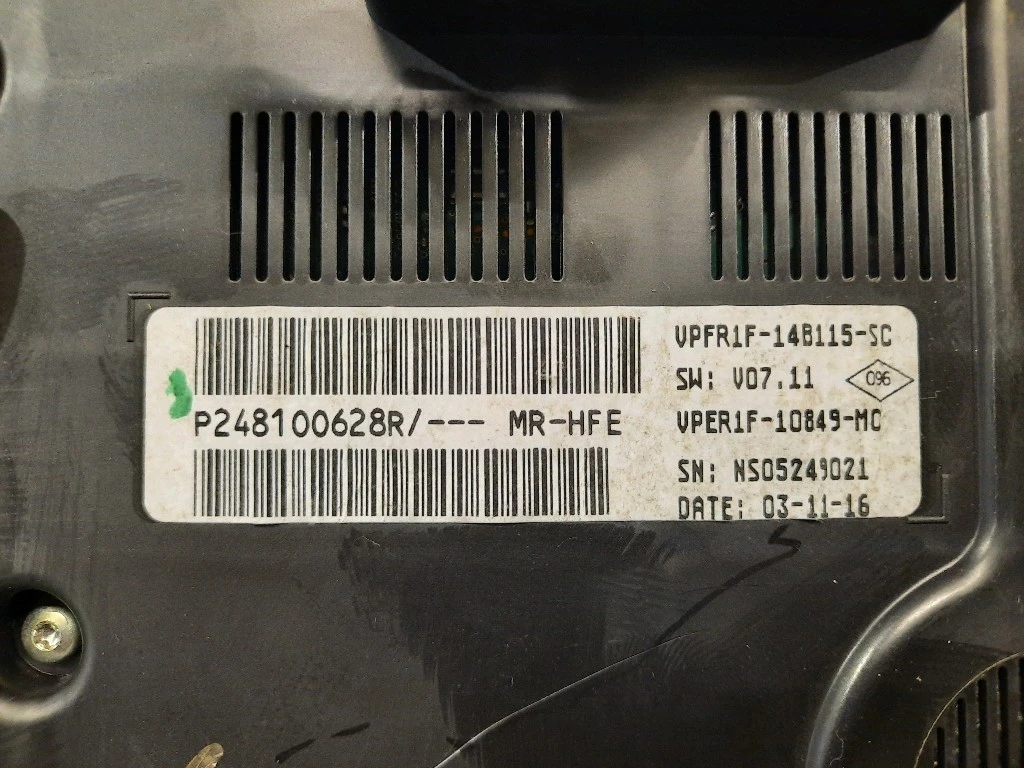 VPFR1F-14B115-SC
SW: V07.11
096
P248100628R/--- MR-HFE
VPER1F-10849-MC
SN: NS05249021
DATE: 03-11-16